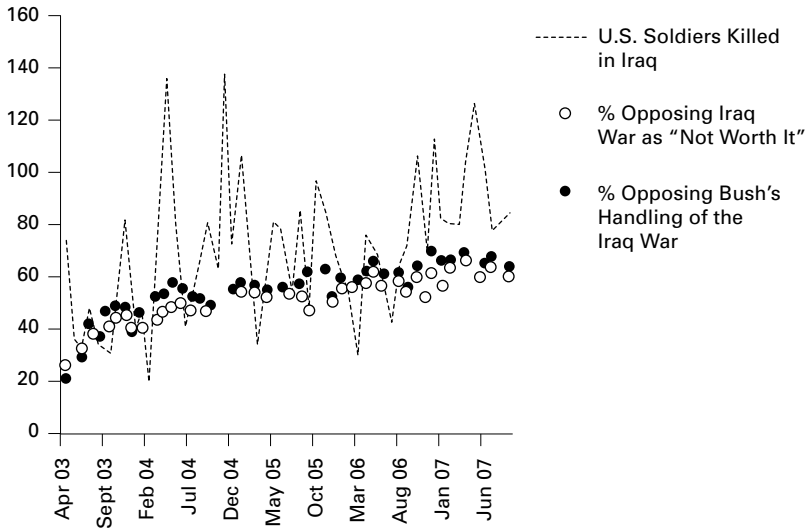 160
140
120
100
80
60
40
20
0
Apr 03
Sept 03
Feb 04
Jul 04
Dec 04
May 05
Oct 05
Mar 06
Aug 06
Jan 07
Jun 07
U.S. Soldiers Killed
in Iraq
% Opposing Iraq
War as “Not Worth It”
% Opposing Bush’s
Handling of the
Iraq War